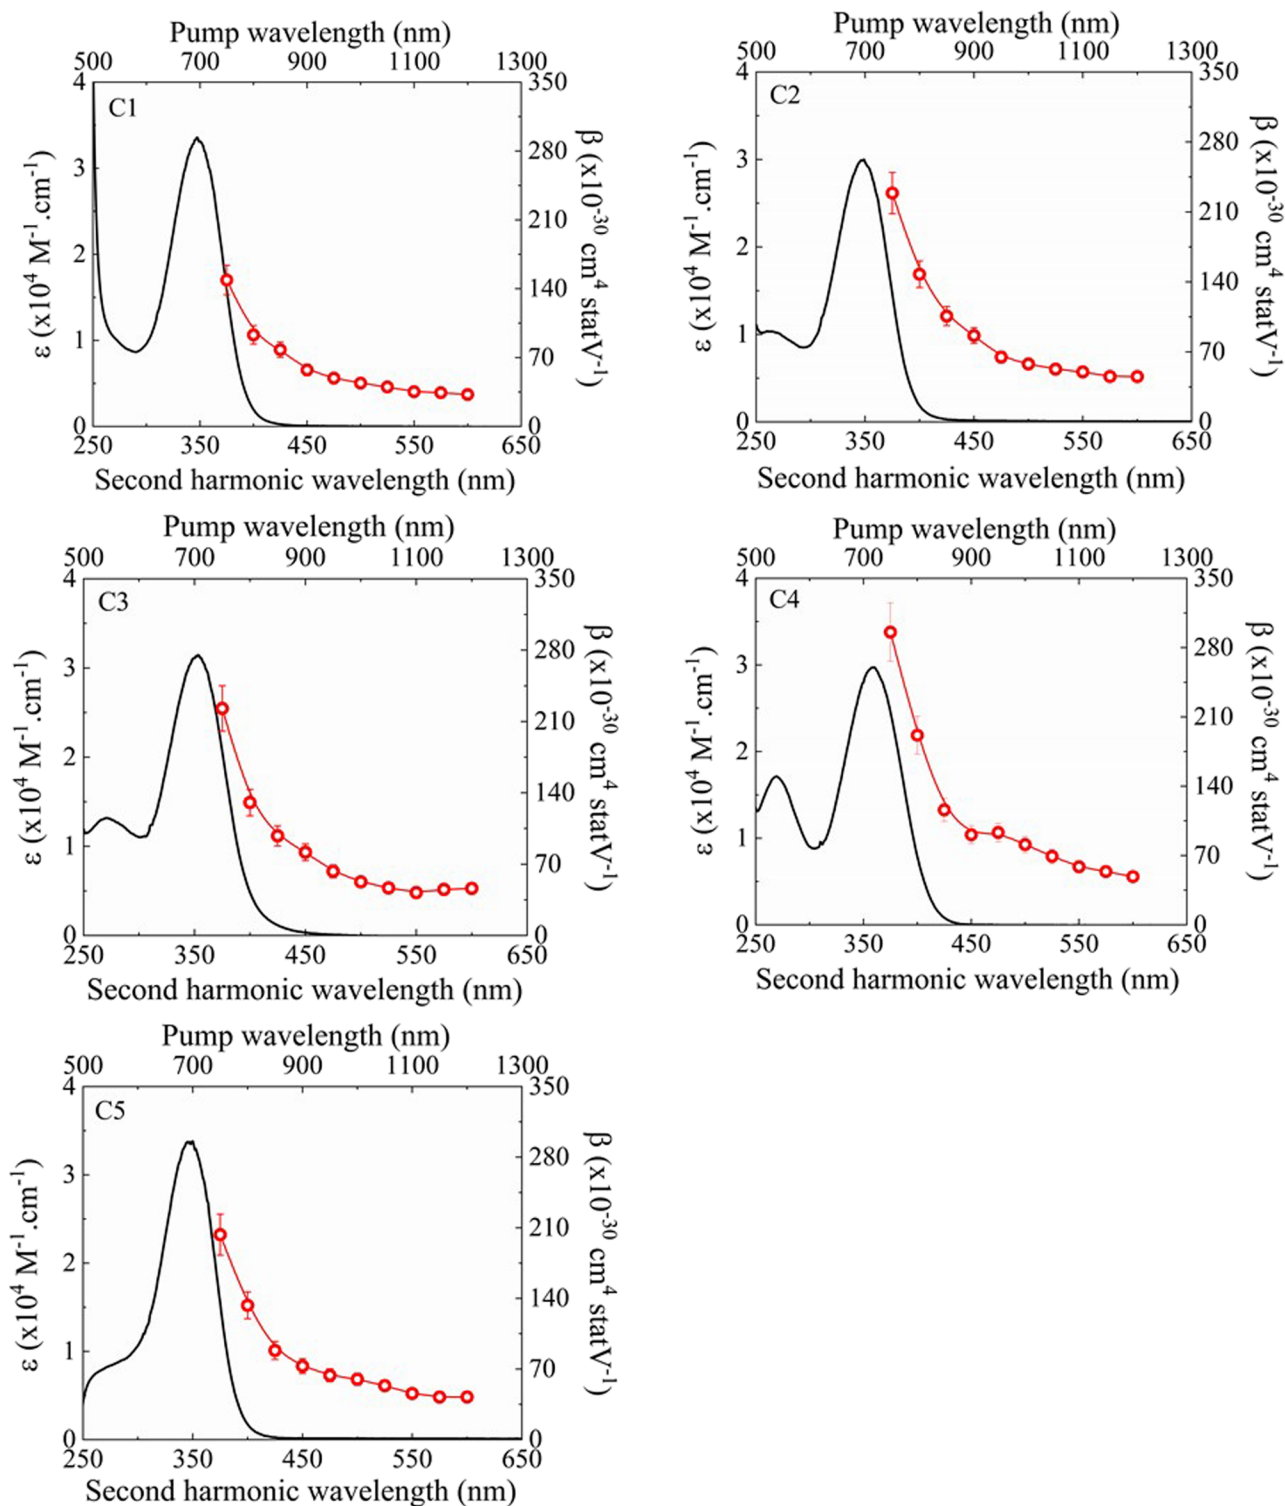 Pump wavelength (nm)
500 700 900 1100 1300
C1
4 3 2 1 0
ε (x10⁴ M⁻¹.cm⁻¹)
350 280 210 140 70 0
β (x10⁻³⁰ cm⁴ statV⁻¹)
250 350 450 550 650
Second harmonic wavelength (nm)
Pump wavelength (nm)
500 700 900 1100 1300
C2
4 3 2 1 0
ε (x10⁴ M⁻¹.cm⁻¹)
350 280 210 140 70 0
β (x10⁻³⁰ cm⁴ statV⁻¹)
250 350 450 550 650
Second harmonic wavelength (nm)
Pump wavelength (nm)
500 700 900 1100 1300
C3
4 3 2 1 0
ε (x10⁴ M⁻¹.cm⁻¹)
350 280 210 140 70 0
β (x10⁻³⁰ cm⁴ statV⁻¹)
250 350 450 550 650
Second harmonic wavelength (nm)
Pump wavelength (nm)
500 700 900 1100 1300
C4
4 3 2 1 0
ε (x10⁴ M⁻¹.cm⁻¹)
350 280 210 140 70 0
β (x10⁻³⁰ cm⁴ statV⁻¹)
250 350 450 550 650
Second harmonic wavelength (nm)
Pump wavelength (nm)
500 700 900 1100 1300
C5
4 3 2 1 0
ε (x10⁴ M⁻¹.cm⁻¹)
350 280 210 140 70 0
β (x10⁻³⁰ cm⁴ statV⁻¹)
250 350 450 550 650
Second harmonic wavelength (nm)